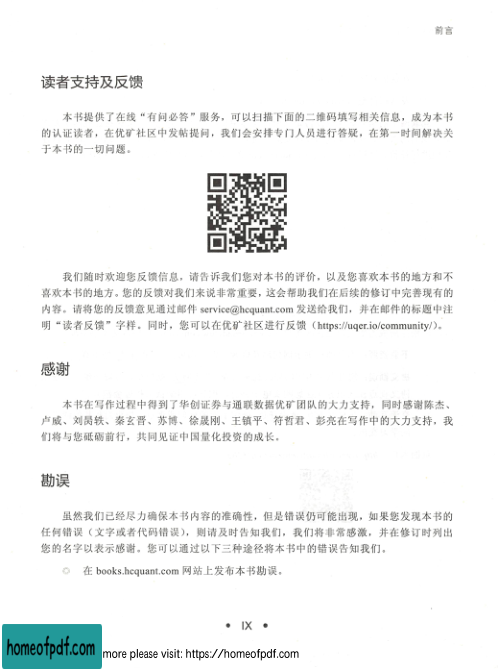 前言
读者支持及反馈
本书提供了在线“有问必答”服务，可以扫描下面的二维码填写相关信息，成为本书
的认证读者，在优矿社区中发帖提问，我们会安排专门人员进行答疑，在第一时间解决关
于本书的一切问题。
我们随时欢迎您反馈信息，请告诉我们您对本书的评价，以及您喜欢本书的地方和不
喜欢本书的地方。您的反馈对我们来说非常重要，这会帮助我们在后续的修订中完善现有的
内容。请将您的反馈意见通过邮件 service@hcquant.com 发送给我们，并在邮件的标题中注
明“读者反馈”字样。同时，您可以在优矿社区进行反馈（https://uqer.io/community/）。
感谢
本书在写作过程中得到了华创证券与通联数据优矿团队的大力支持，同时感谢陈杰、
卢威、刘昺轶、秦玄晋、苏博、徐晟刚、王镇平、符哲君、彭亮在写作中的大力支持，我
们将与您砥砺前行，共同见证中国量化投资的成长。
勘误
虽然我们已经尽力确保本书内容的准确性，但是错误仍可能出现，如果您发现本书的
任何错误（文字或者代码错误），则请及时告知我们，我们将非常感激，并在修订时列出
您的名字以表示感谢。您可以通过以下三种途径将本书中的错误告知我们。
○ 在 books.hcquant.com 网站上发布本书勘误。
• IX •
homeofpdf.com
more please visit: https://homeofpdf.com